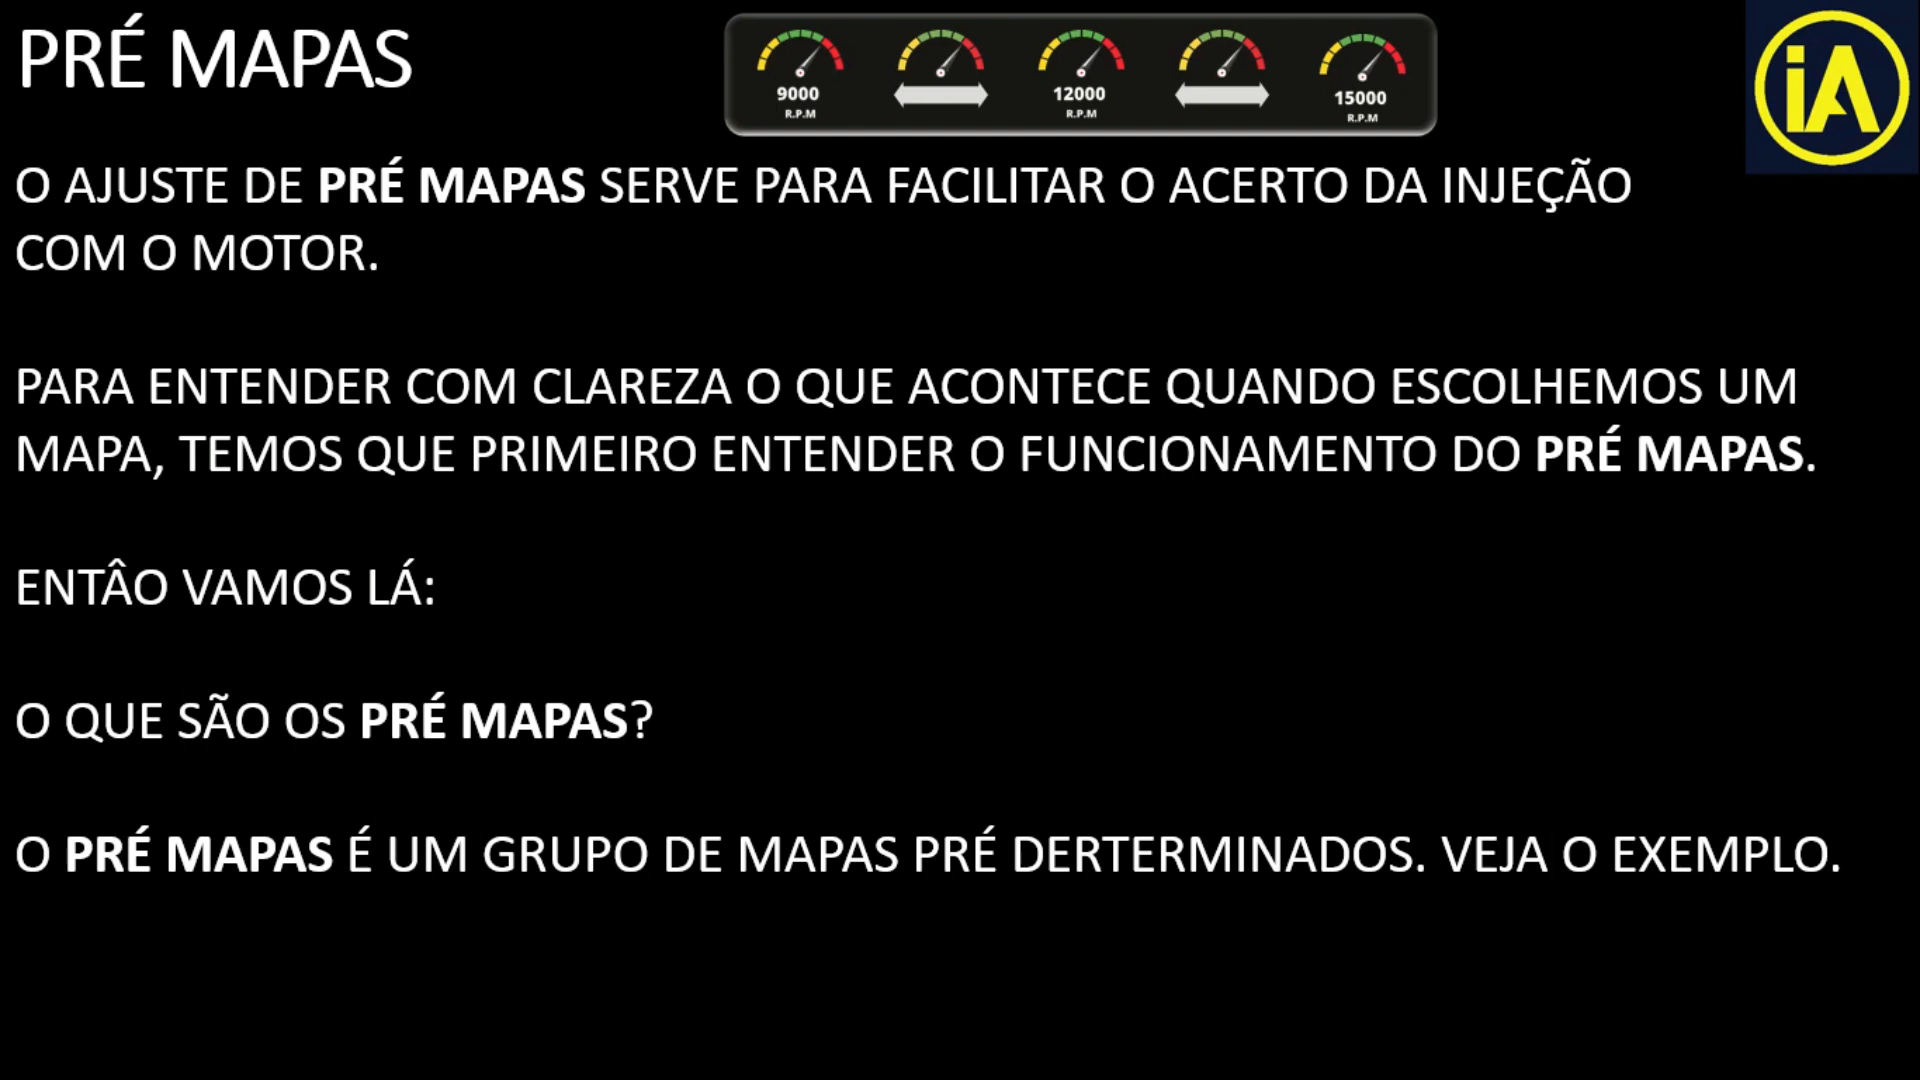 PRÉ MAPAS
9000
R.P.M
12000
R.P.M
15000
R.P.M
iA
O AJUSTE DE PRÉ MAPAS SERVE PARA FACILITAR O ACERTO DA INJEÇÃO
COM O MOTOR.
PARA ENTENDER COM CLAREZA O QUE ACONTECE QUANDO ESCOLHEMOS UM
MAPA, TEMOS QUE PRIMEIRO ENTENDER O FUNCIONAMENTO DO PRÉ MAPAS.
ENTÂO VAMOS LÁ:
O QUE SÃO OS PRÉ MAPAS?
O PRÉ MAPAS É UM GRUPO DE MAPAS PRÉ DERTERMINADOS. VEJA O EXEMPLO.